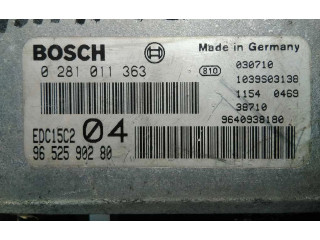 BOSCH Made in Germany
0 281 011 363 810 030710
1039S03138
1154 0469
38710
EDC15C2 04
96 525 902 80 9640938180